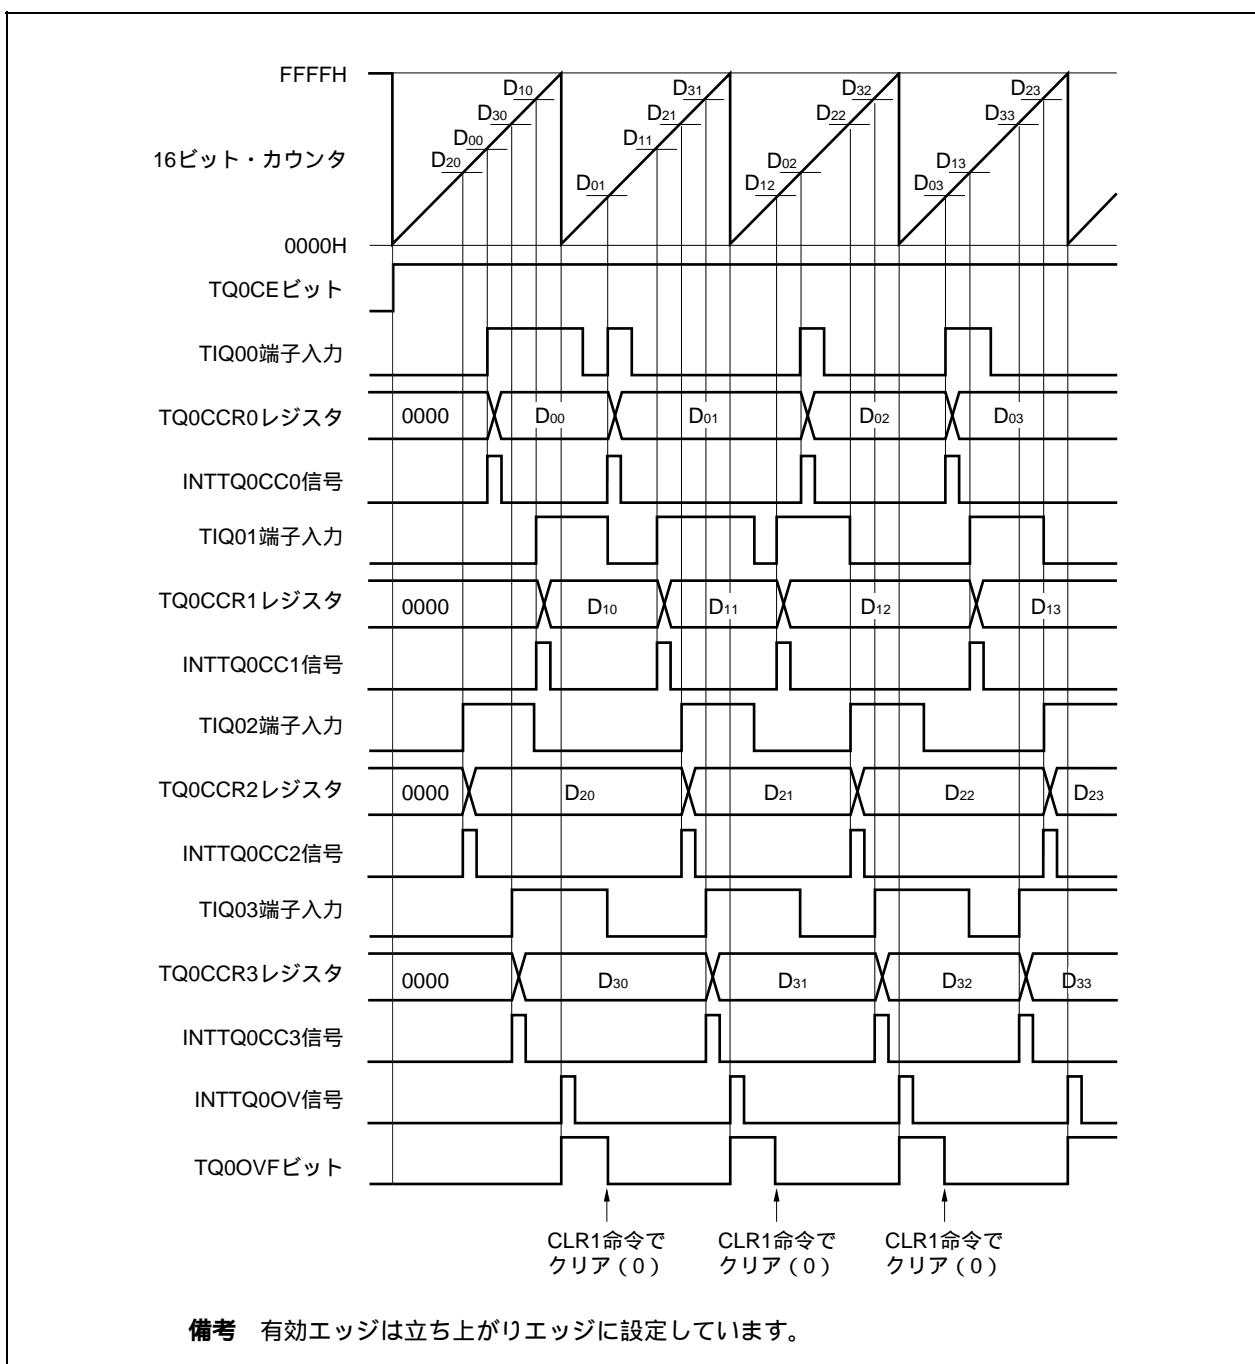 FFFFH
D10
D31
D32
D23
D30
D21
D22
D33
D00
D11
16ビット・カウンタ
D20
D02
D13
D01
D12
D03
0000H
TQ0CEビット
TIQ00端子入力
TQ0CCR0レジスタ 0000 D00 D01 D02 D03
INTTQ0CC0信号
TIQ01端子入力
TQ0CCR1レジスタ 0000 D10 D11 D12 D13
INTTQ0CC1信号
TIQ02端子入力
TQ0CCR2レジスタ 0000 D20 D21 D22 D23
INTTQ0CC2信号
TIQ03端子入力
TQ0CCR3レジスタ 0000 D30 D31 D32 D33
INTTQ0CC3信号
INTTQ0OV信号
TQ0OVFビット
CLR1命令で
クリア(0)
CLR1命令で
クリア(0)
CLR1命令で
クリア(0)
備考 有効エッジは立ち上がりエッジに設定しています。